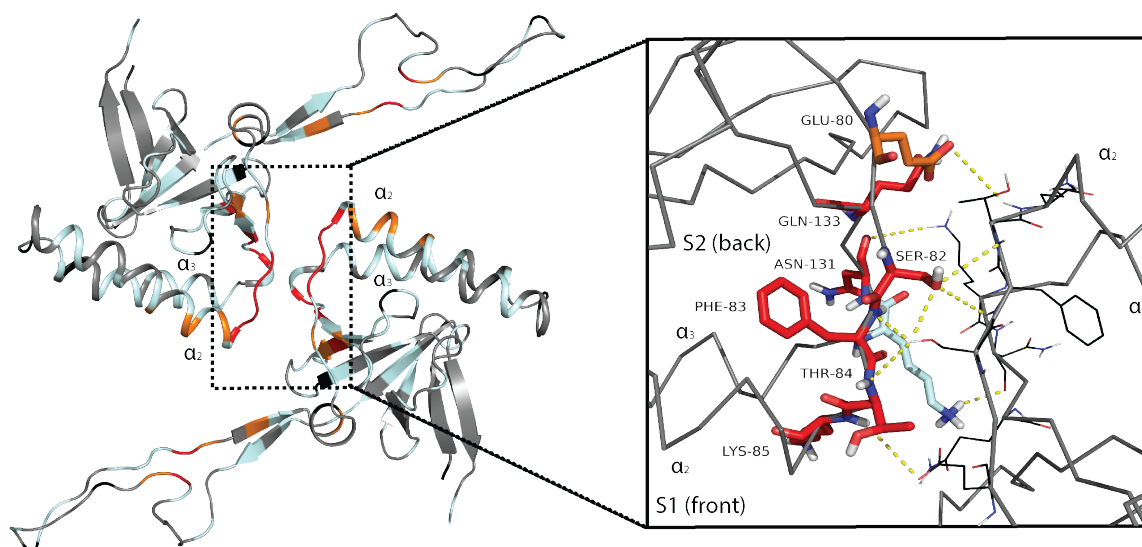 α2
α3
α3
α2
GLU-80
α2
GLN-133
S2 (back)
SER-82
ASN-131
PHE-83
α
α3
THR-84
LYS-85
α2
S1 (front)